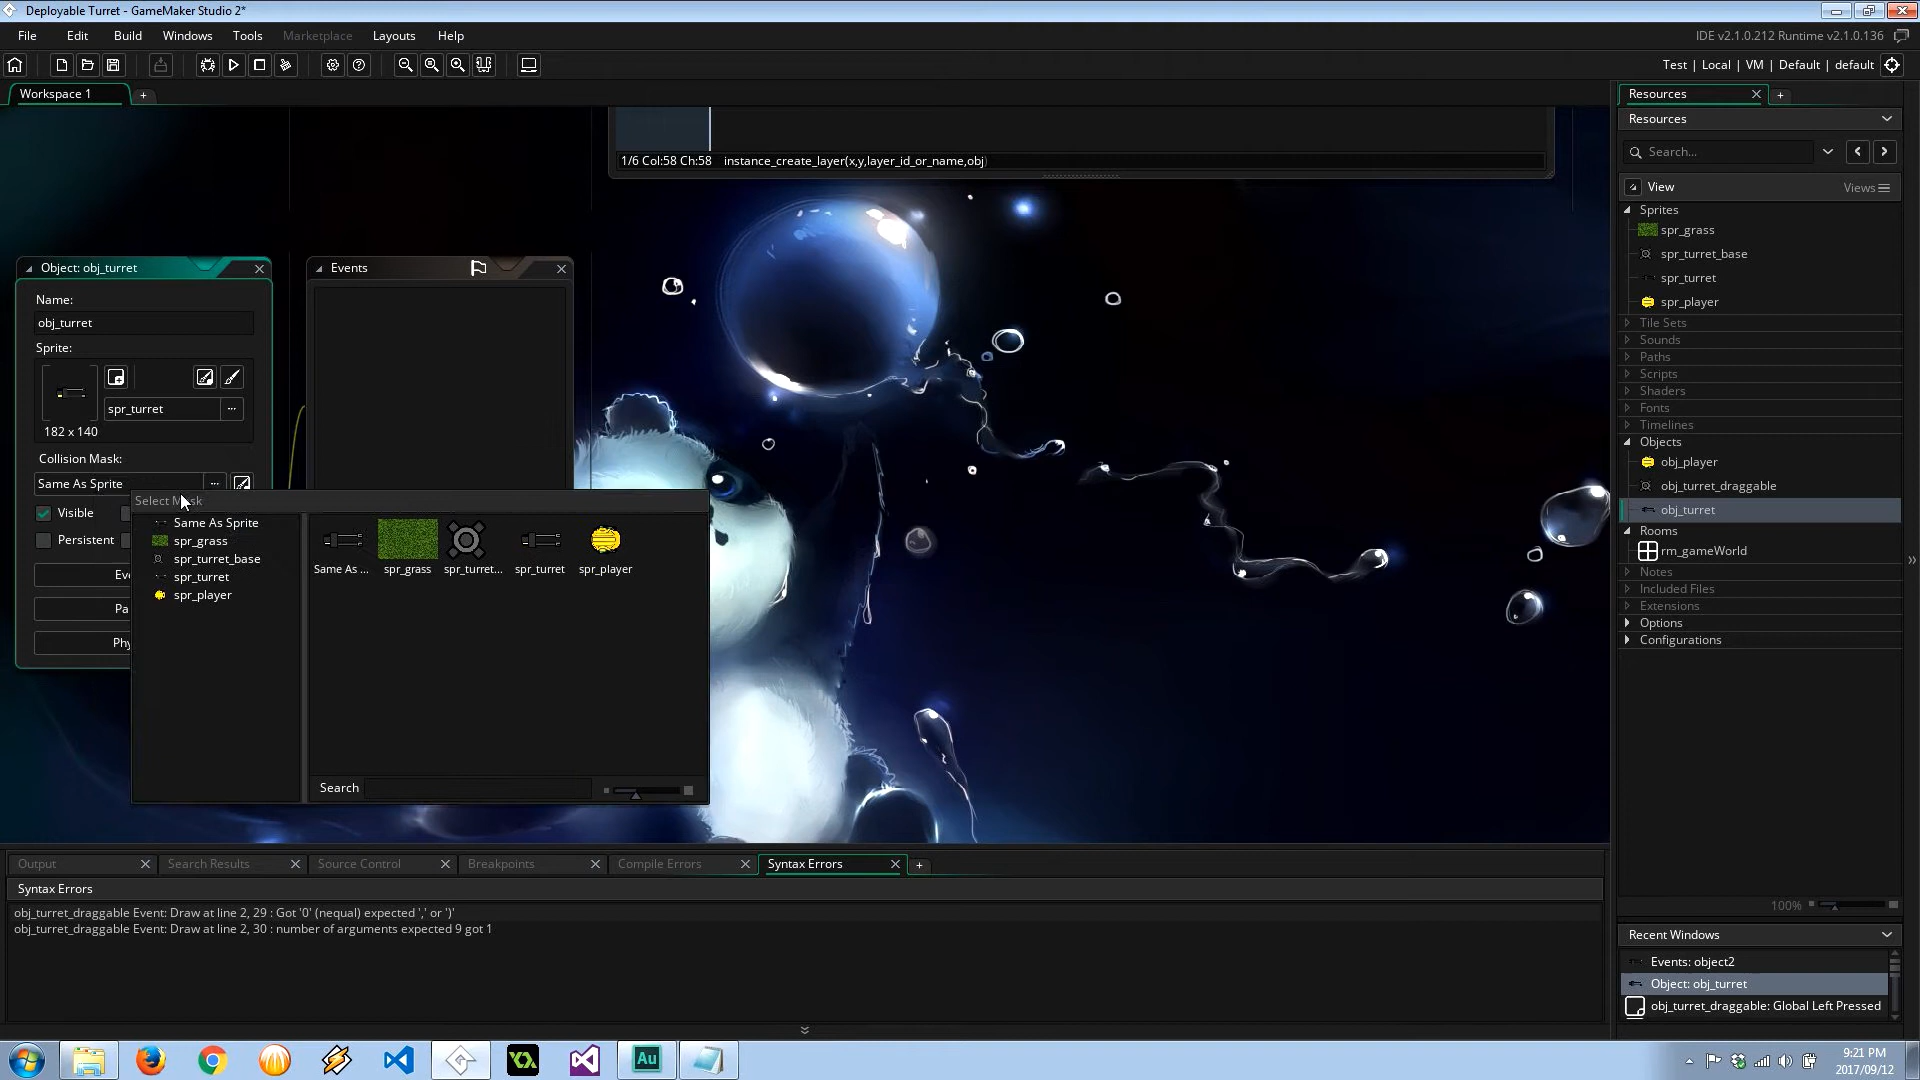 Deployable Turret - GameMaker Studio 2*
File Edit Build Windows Tools Marketplace Layouts Help
IDE v2.1.0.212 Runtime v2.1.0.136
Test | Local | VM | Default | default
Workspace 1
Resources
Resources
1/6 Col:58 Ch:58 instance_create_layer(x,y,layer_id_or_name,obj)
Search...
View
Views
Sprites
spr_grass
spr_turret_base
spr_turret
spr_player
Tile Sets
Sounds
Paths
Scripts
Shaders
Fonts
Timelines
Objects
obj_player
obj_turret_draggable
obj_turret
Rooms
rm_gameWorld
Notes
Included Files
Extensions
Options
Configurations
100%
Object: obj_turret
Name:
obj_turret
Sprite:
spr_turret
...
182 x 140
Collision Mask:
Same As Sprite
...
Visible
Persistent
Eve
Pa
Phy
Events
Same As Sprite
spr_grass
spr_turret_base
spr_turret
spr_player
Same As ...
spr_grass
spr_turret...
spr_turret
spr_player
Search
Output
Search Results
Source Control
Breakpoints
Compile Errors
Syntax Errors
Syntax Errors
obj_turret_draggable Event: Draw at line 2, 29 : Got '0' (nequal) expected ',' or ')'
obj_turret_draggable Event: Draw at line 2, 30 : number of arguments expected 9 got 1
Recent Windows
Events: object2
Object: obj_turret
obj_turret_draggable: Global Left Pressed
Au
9:21 PM
2017/09/12